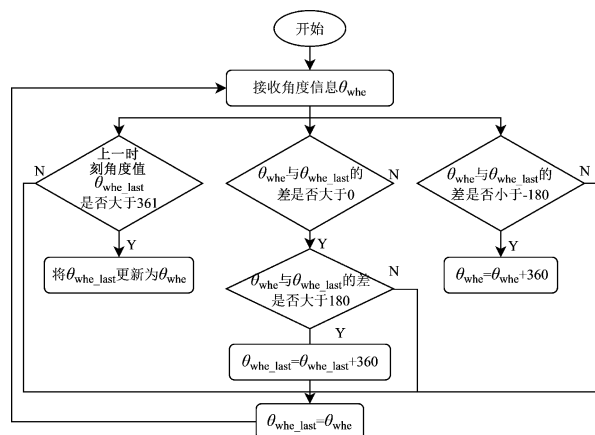 开始
接收角度信息θwhe
上一时
刻角度值
θwhe_last
是否大于361
N
Y
将θwhe_last更新为θwhe
θwhe与θwhe_last的
差是否大于0
N
Y
θwhe与θwhe_last的差
是否大于180
N
Y
θwhe_last=θwhe_last+360
θwhe与θwhe_last的
差是否小于-180
N
Y
θwhe=θwhe+360
θwhe_last=θwhe